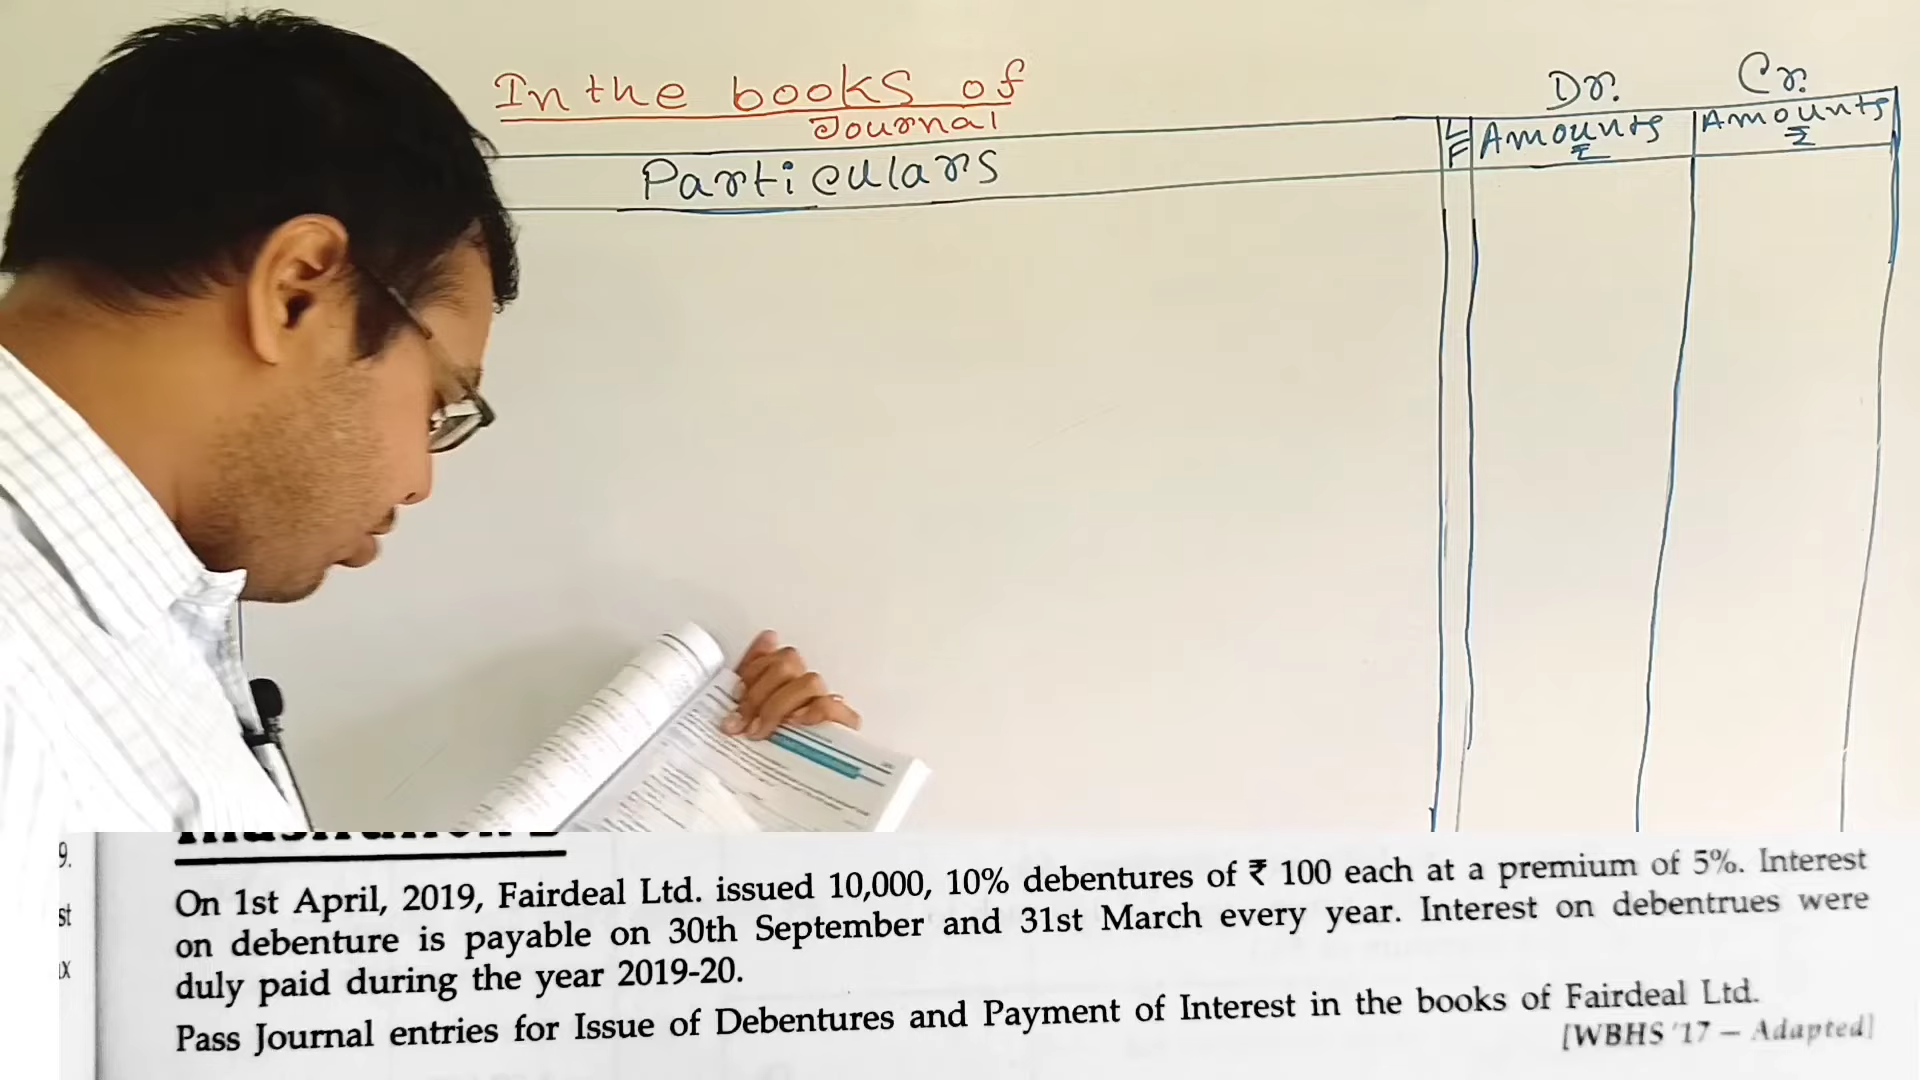 In the books of
Journal
Dr. Cr.
Particulars LF Amounts ₹ Amounts ₹
9.
On 1st April, 2019, Fairdeal Ltd. issued 10,000, 10% debentures of ₹ 100 each at a premium of 5%. Interest
st
on debenture is payable on 30th September and 31st March every year. Interest on debentrues were
duly paid during the year 2019-20.
Pass Journal entries for Issue of Debentures and Payment of Interest in the books of Fairdeal Ltd.
[WBHS '17 – Adapted]